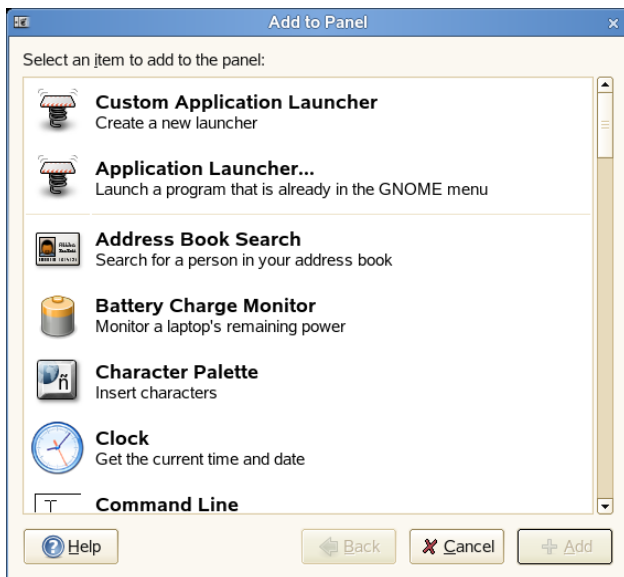 Add to Panel
Select an item to add to the panel:
Custom Application Launcher
Create a new launcher
Application Launcher...
Launch a program that is already in the GNOME menu
Address Book Search
Search for a person in your address book
Battery Charge Monitor
Monitor a laptop's remaining power
ñ
Character Palette
Insert characters
Clock
Get the current time and date
Command Line
Help
Back
Cancel
Add